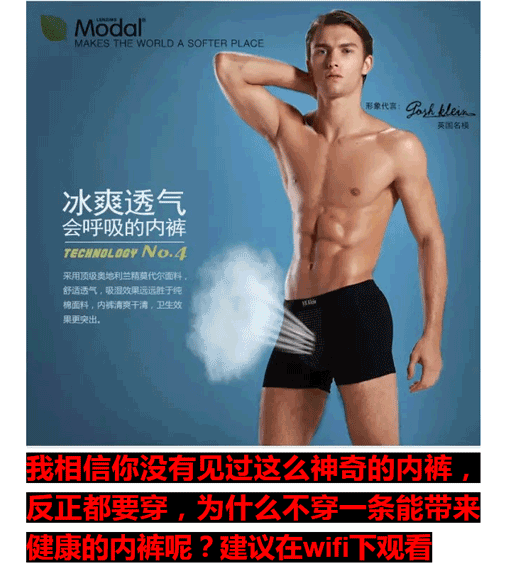 LENZING
Modal®
MAKES THE WORLD A SOFTER PLACE
形象代言：Gosh klein
英国名模
冰爽透气
会呼吸的内裤
TECHNOLOGY No.4
采用顶级奥地利兰精莫代尔面料，
舒适透气，吸湿效果远远胜于纯
棉面料，内裤清爽干清，卫生效
果更突出。
我相信你没有见过这么神奇的内裤，
反正都要穿，为什么不穿一条能带来
健康的内裤呢？建议在wifi下观看